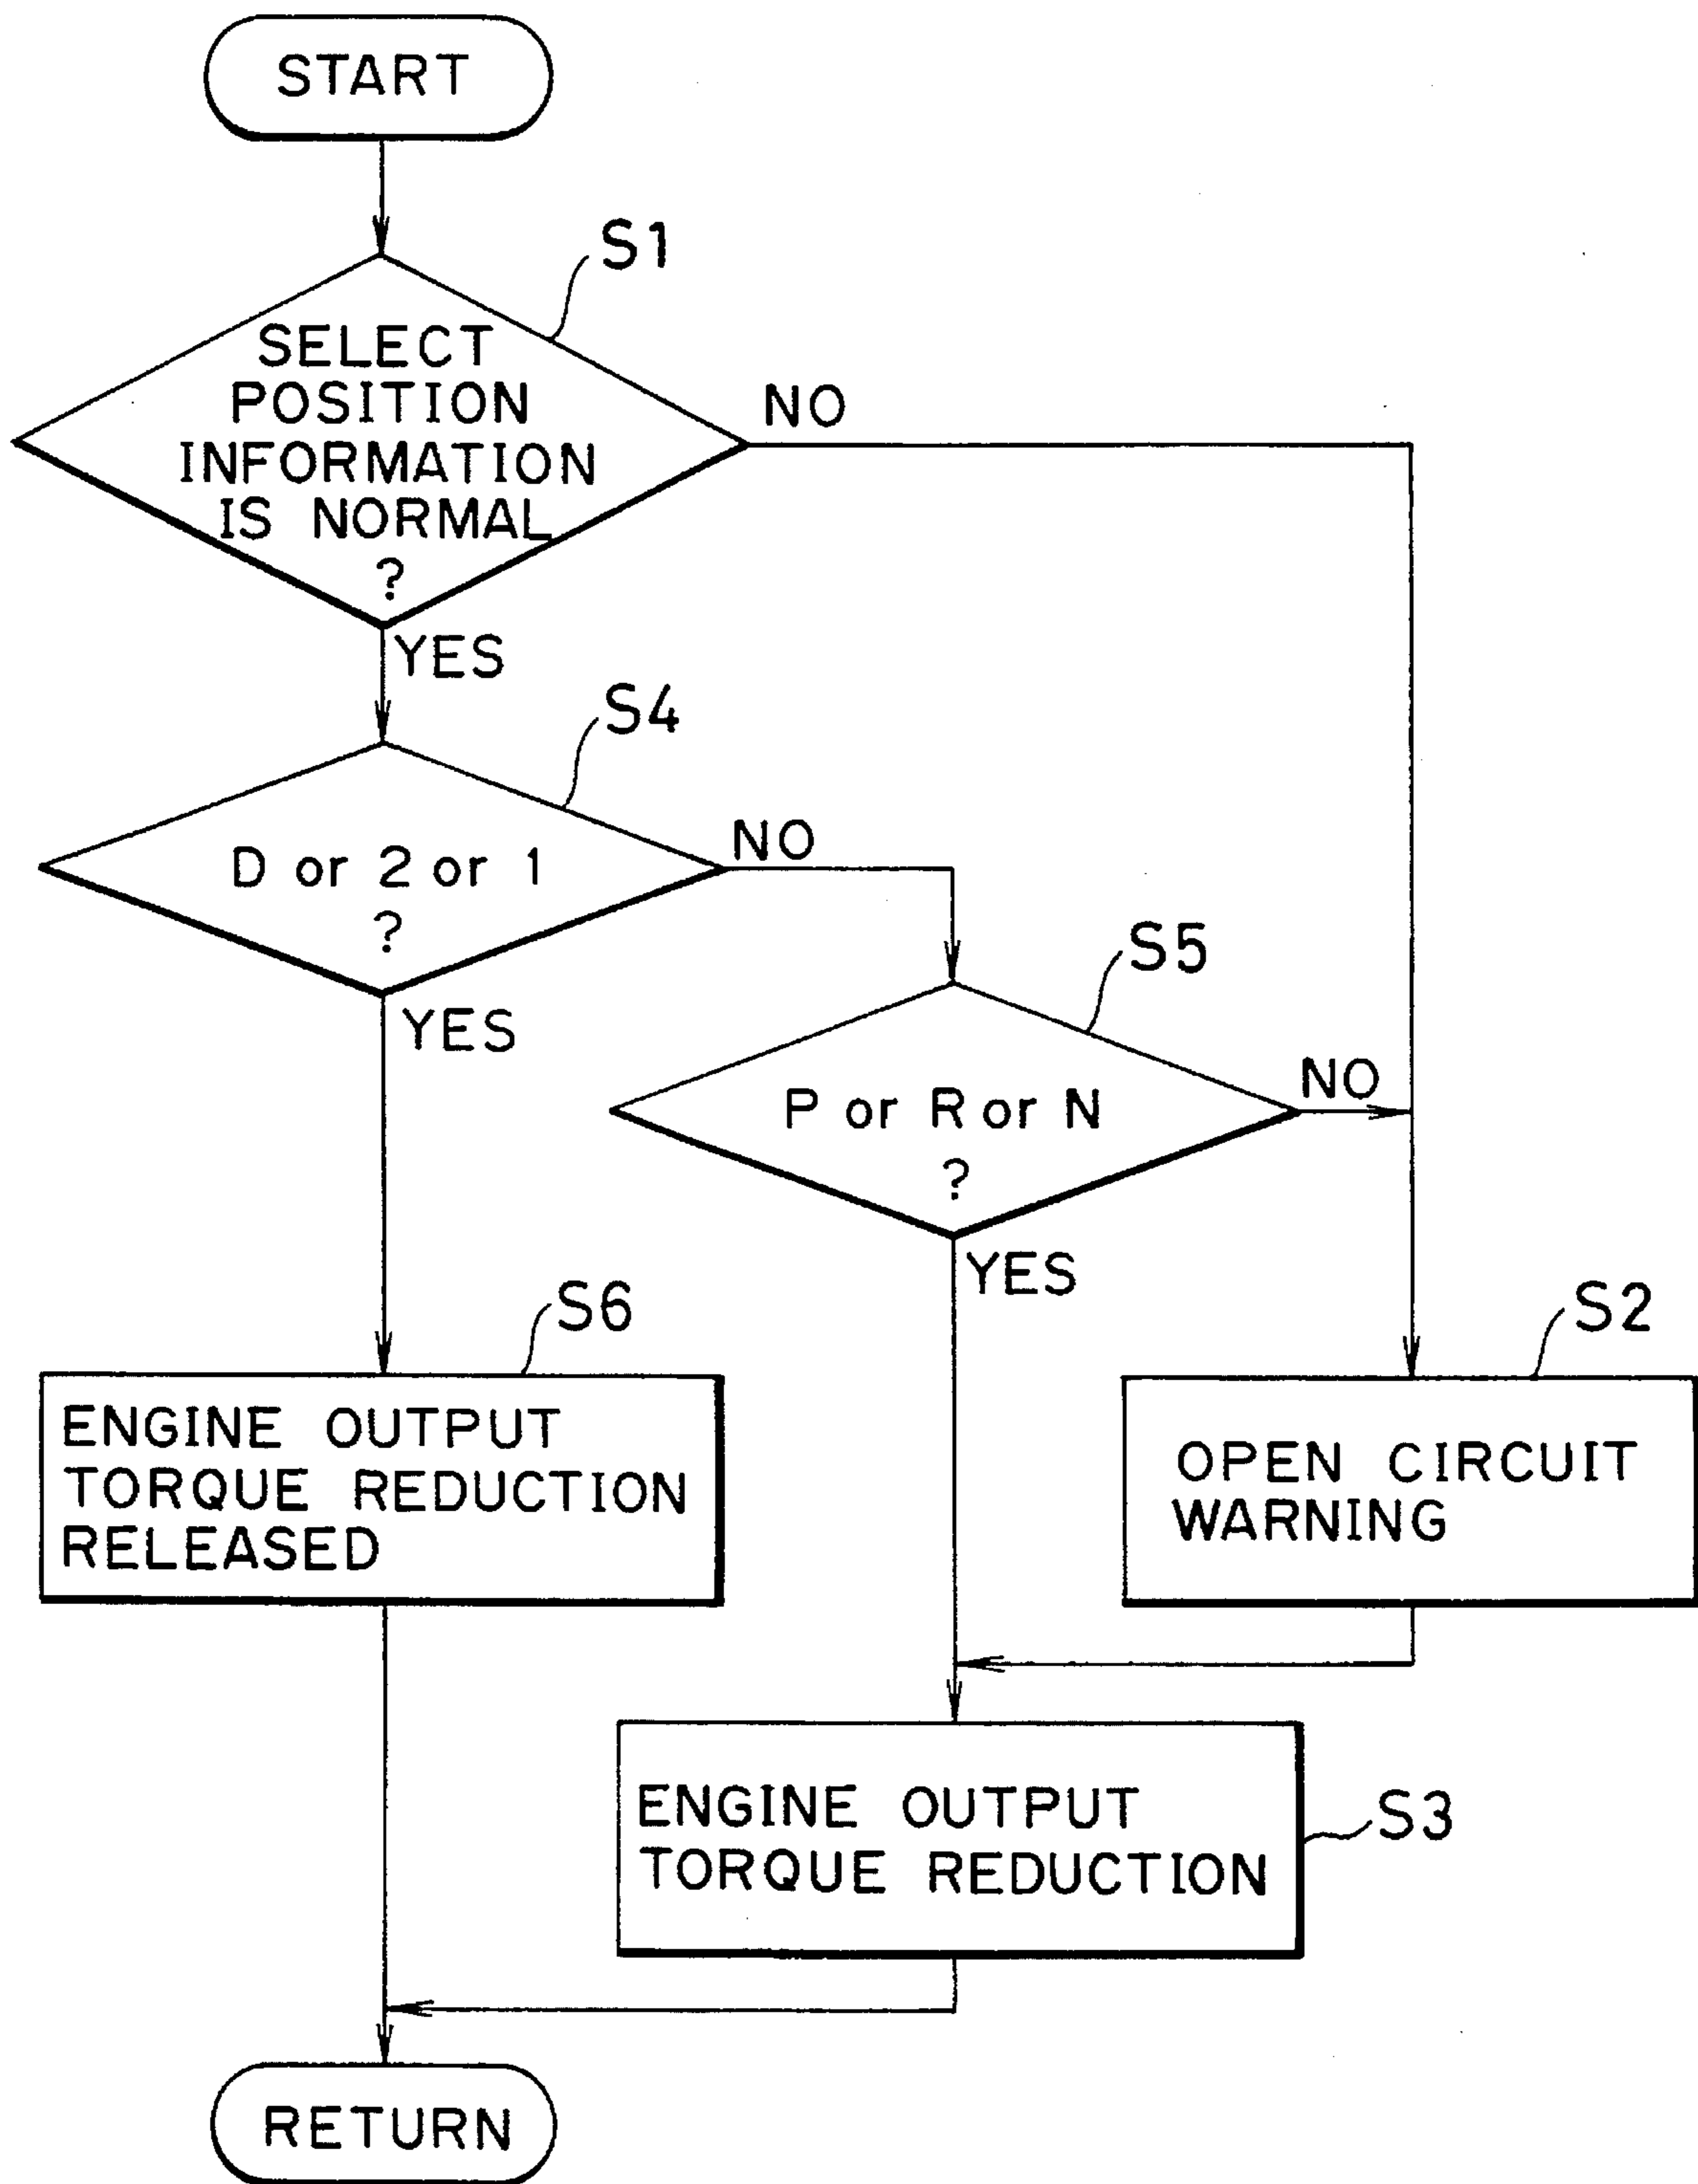 START
S1
SELECT
POSITION
INFORMATION
IS NORMAL
?
NO
YES
S4
D or 2 or 1
?
NO
YES
S5
P or R or N
?
NO
YES
S6
ENGINE OUTPUT
TORQUE REDUCTION
RELEASED
S2
OPEN CIRCUIT
WARNING
ENGINE OUTPUT
TORQUE REDUCTION
S3
RETURN